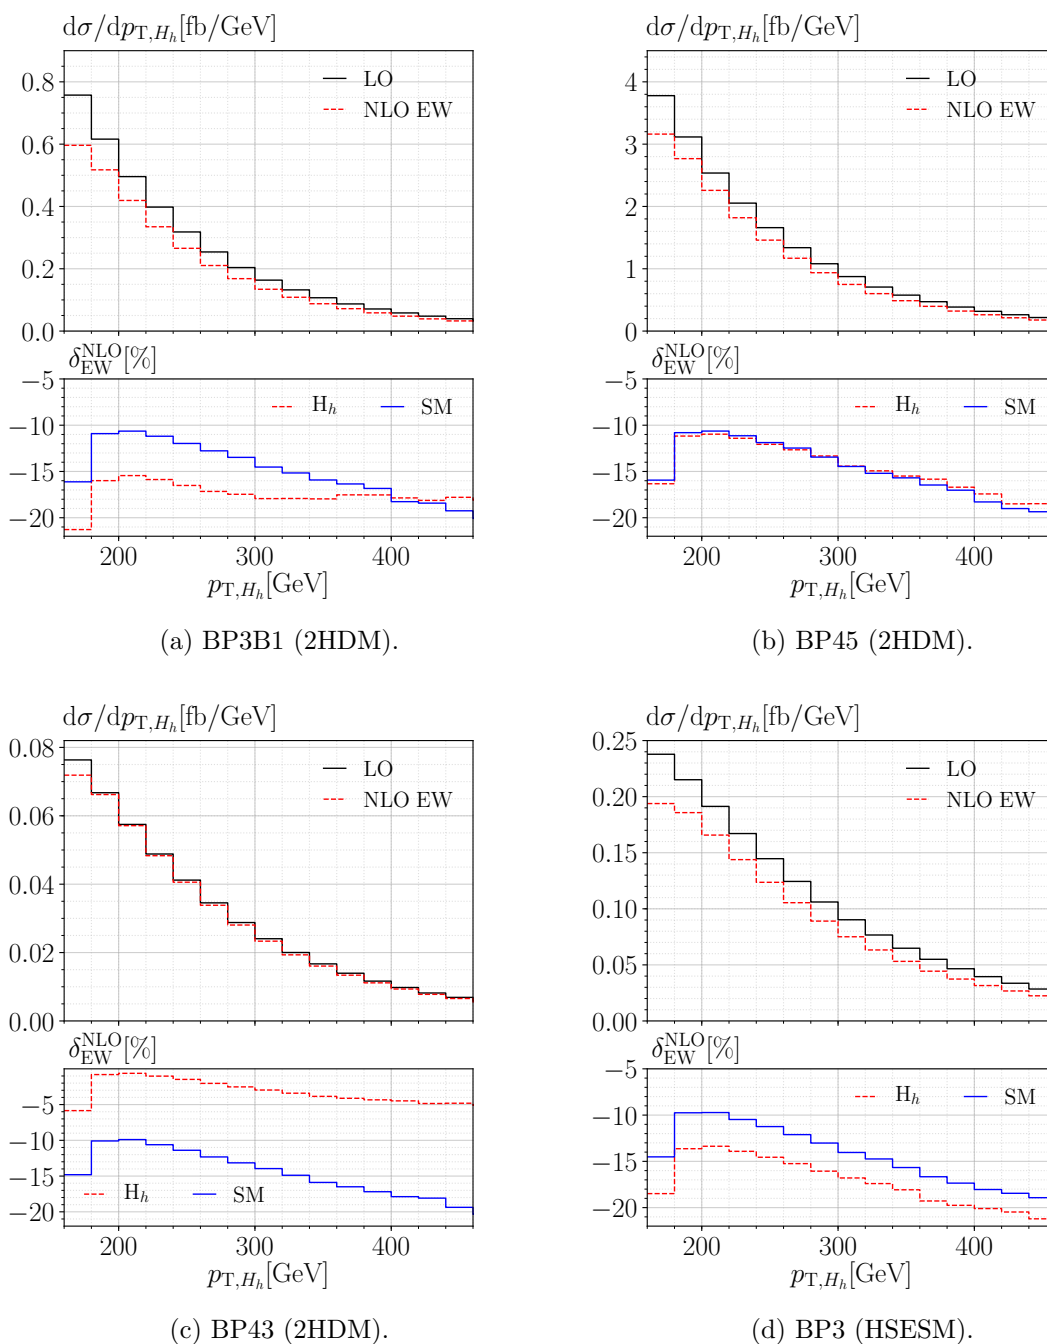 dσ/dp_{T,H_h}[fb/GeV]
0.8
0.6
0.4
0.2
0.0
LO
NLO EW
δ_{EW}^{NLO}[%]
−5
−10
−15
−20
H_h
SM
200
300
400
p_{T,H_h}[GeV]
(a) BP3B1 (2HDM).
dσ/dp_{T,H_h}[fb/GeV]
4
3
2
1
0
LO
NLO EW
δ_{EW}^{NLO}[%]
−5
−10
−15
−20
H_h
SM
200
300
400
p_{T,H_h}[GeV]
(b) BP45 (2HDM).
dσ/dp_{T,H_h}[fb/GeV]
0.08
0.06
0.04
0.02
0.00
LO
NLO EW
δ_{EW}^{NLO}[%]
−5
−10
−15
−20
H_h
SM
200
300
400
p_{T,H_h}[GeV]
(c) BP43 (2HDM).
dσ/dp_{T,H_h}[fb/GeV]
0.25
0.20
0.15
0.10
0.05
0.00
LO
NLO EW
δ_{EW}^{NLO}[%]
−5
−10
−15
−20
H_h
SM
200
300
400
p_{T,H_h}[GeV]
(d) BP3 (HSESM).